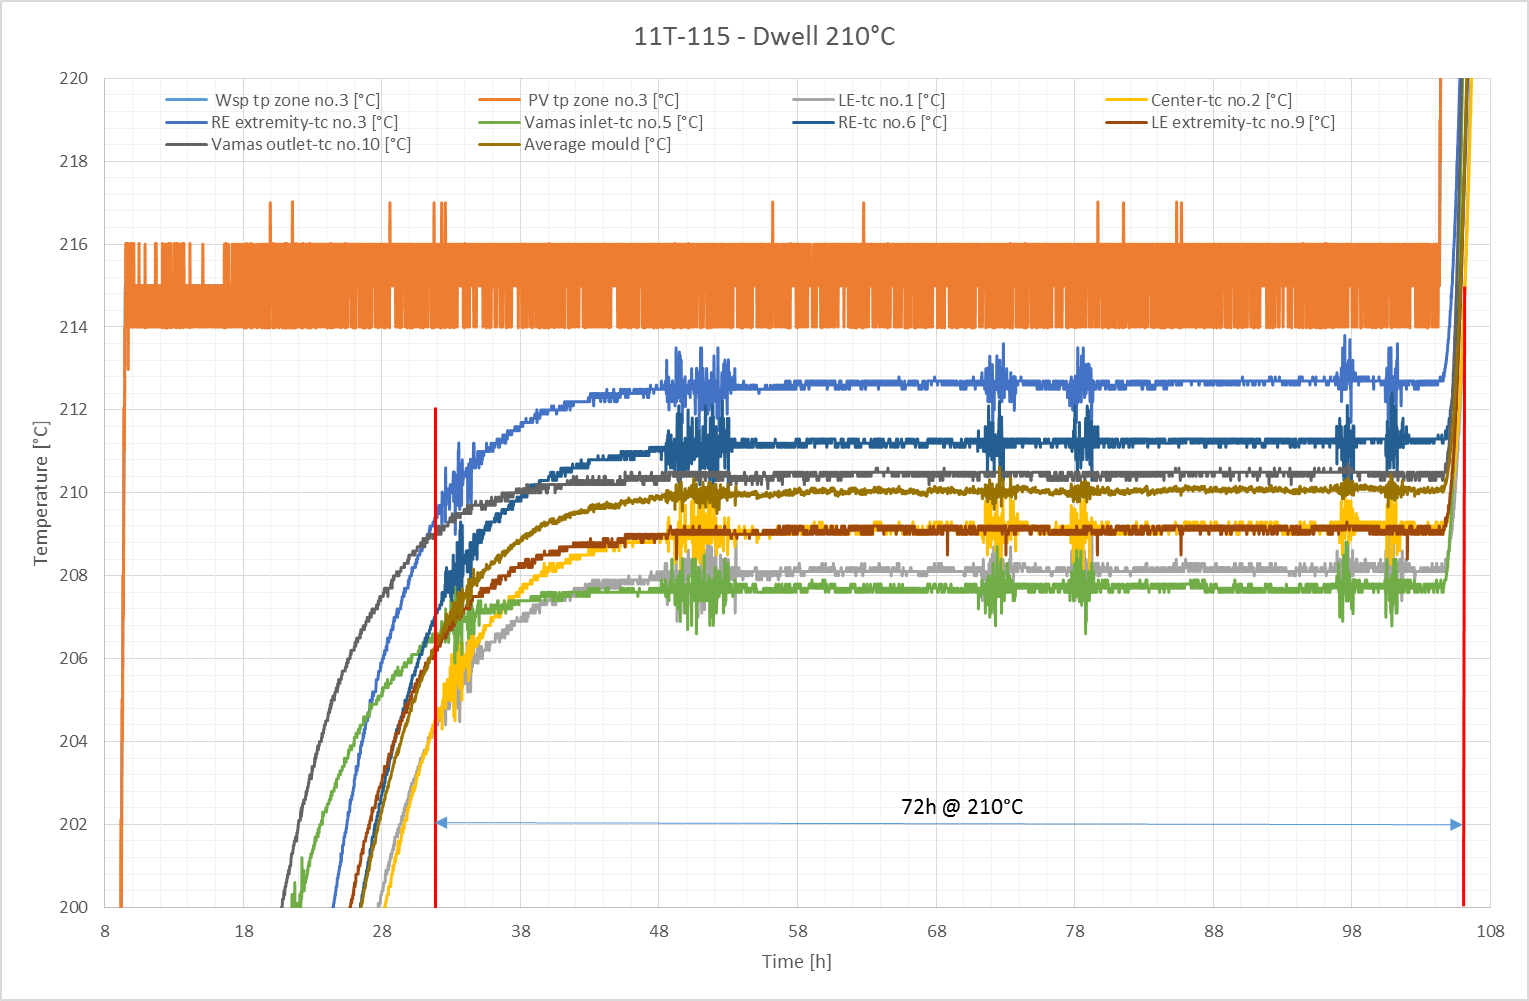 11T-115 - Dwell 210°C
Wsp tp zone no.3 [°C] PV tp zone no.3 [°C] LE-tc no.1 [°C] Center-tc no.2 [°C]
RE extremity-tc no.3 [°C] Vamas inlet-tc no.5 [°C] RE-tc no.6 [°C] LE extremity-tc no.9 [°C]
Vamas outlet-tc no.10 [°C] Average mould [°C]
Temperature [°C]
220
218
216
214
212
210
208
206
204
202
200
72h @ 210°C
8 18 28 38 48 58 68 78 88 98 108
Time [h]